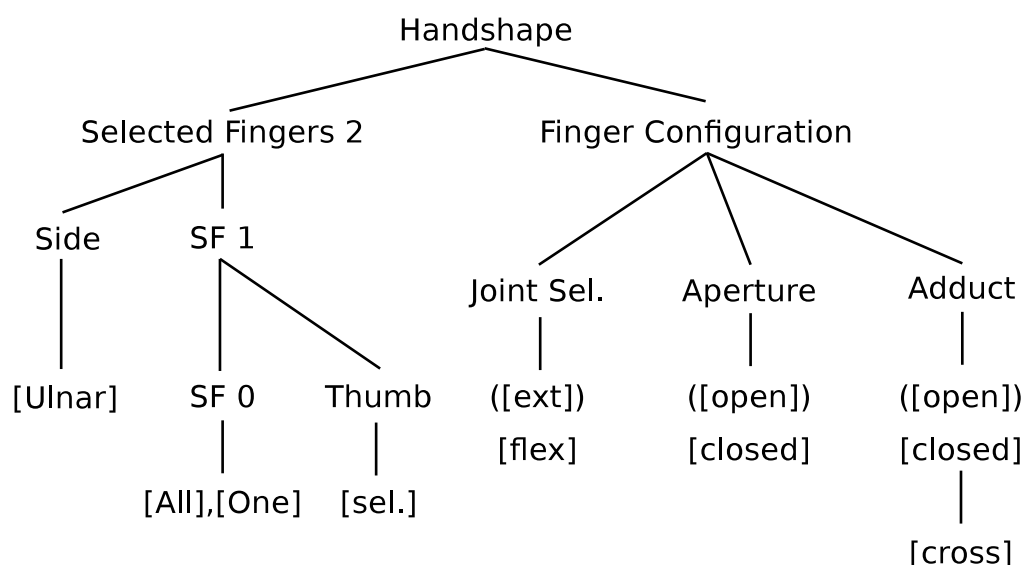 Handshape
Selected Fingers 2 Finger Configuration
Side SF 1
Joint Sel. Aperture Adduct
[Ulnar] SF 0 Thumb ([ext]) ([open]) ([open])
[flex] [closed] [closed]
[All],[One] [sel.]
[cross]